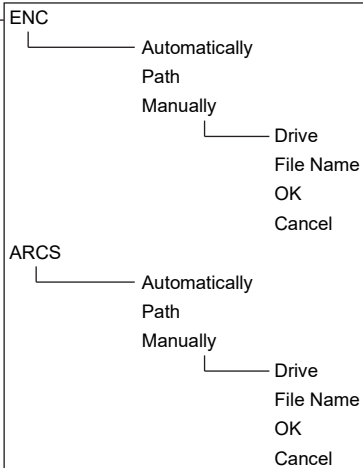 ENC
Automatically
Path
Manually
Drive
File Name
OK
Cancel
ARCS
Automatically
Path
Manually
Drive
File Name
OK
Cancel